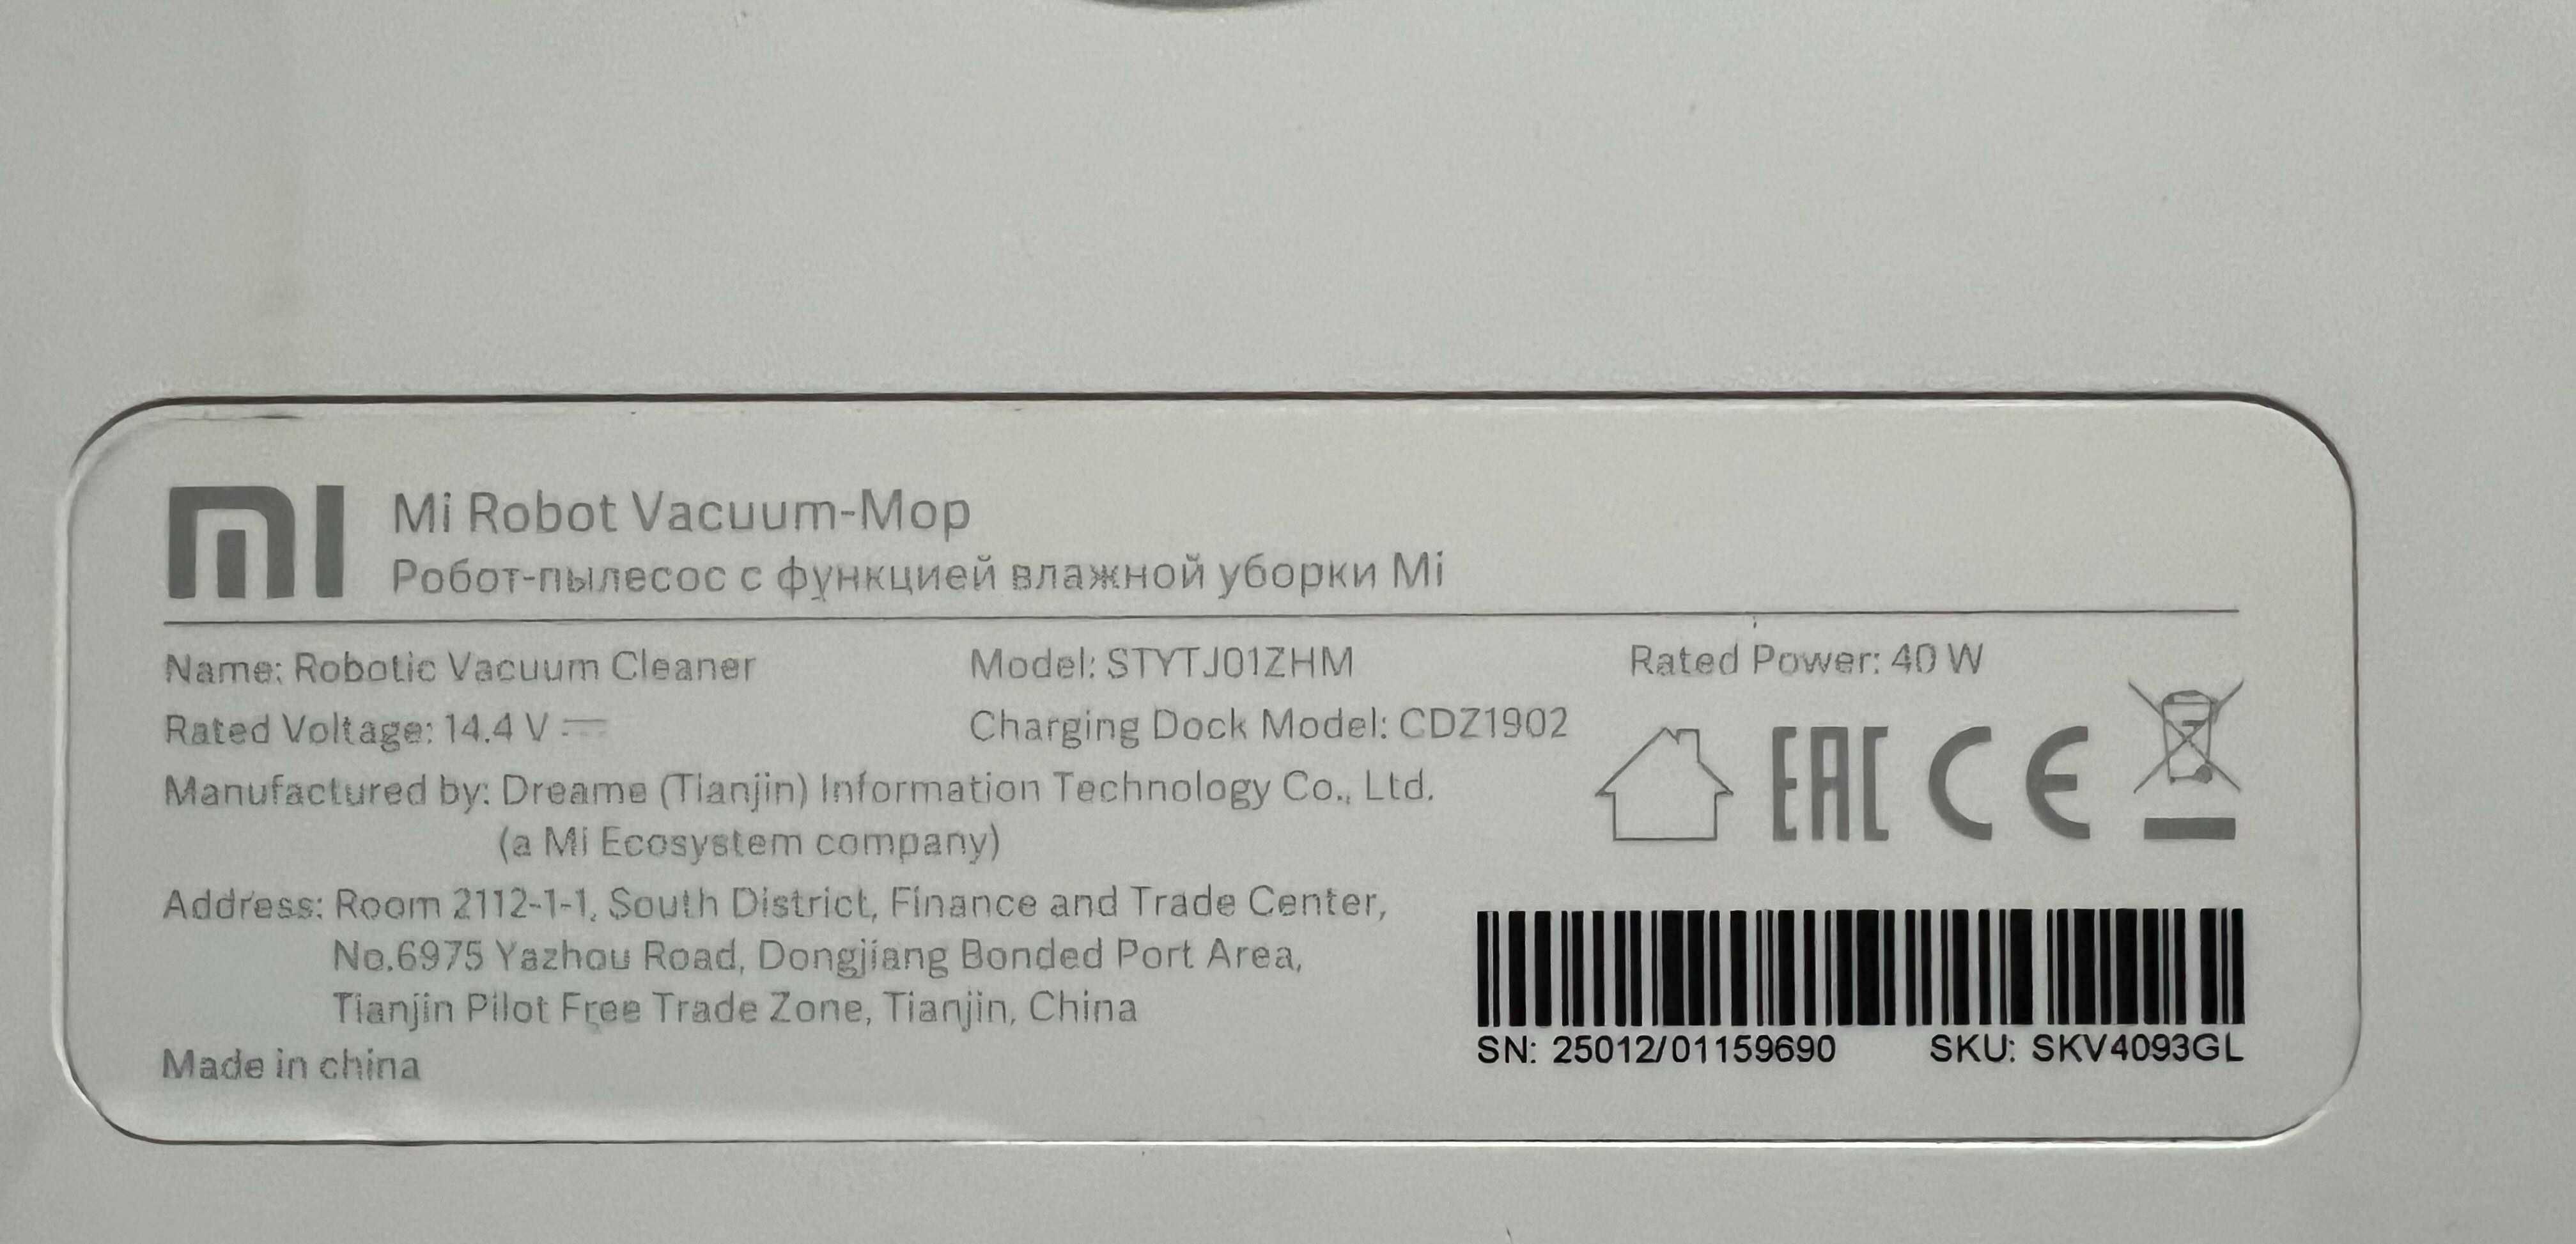 mi Mi Robot Vacuum-Mop
Робот-пылесос с функцией влажной уборки Mi
Name: Robotic Vacuum Cleaner Model: STYTJ01ZHM Rated Power: 40 W
Rated Voltage: 14.4 V ⎓ Charging Dock Model: CDZ1902
Manufactured by: Dreame (Tianjin) Information Technology Co., Ltd.
(a Mi Ecosystem company)
EAC CE
Address: Room 2112-1-1, South District, Finance and Trade Center,
No.6975 Yazhou Road, Dongjiang Bonded Port Area,
Tianjin Pilot Free Trade Zone, Tianjin, China
Made in china
SN: 25012/01159690 SKU: SKV4093GL